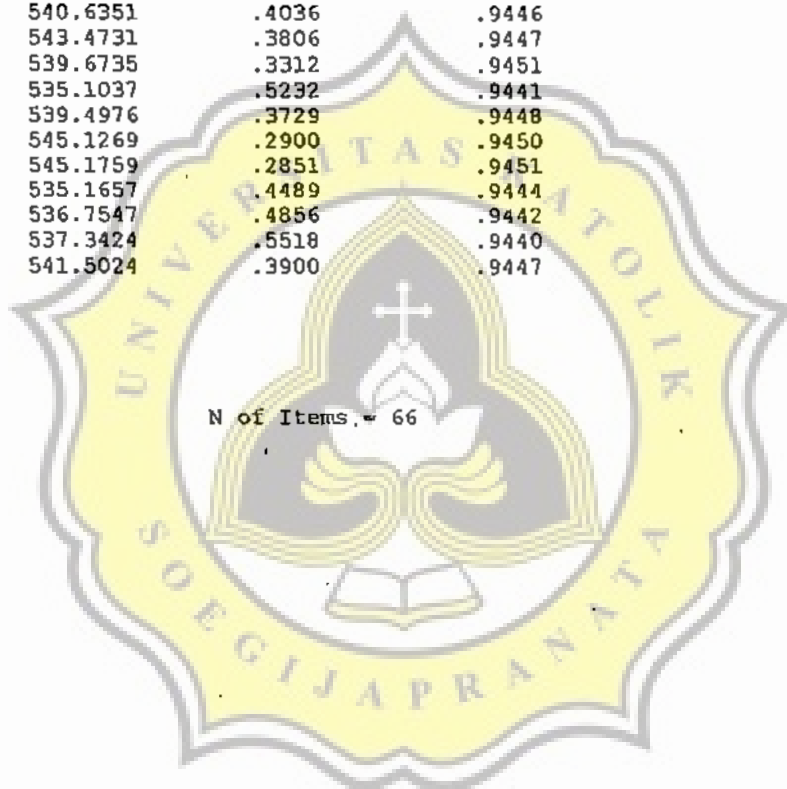 540.6351 .4036 .9446
543.4731 .3806 .9447
539.6735 .3312 .9451
535.1037 .5232 .9441
539.4976 .3729 .9448
545.1269 .2900 .9450
545.1759 .2851 .9451
535.1657 .4489 .9444
536.7547 .4856 .9442
537.3424 .5518 .9440
541.5024 .3900 .9447
N of Items = 66
UNIVERSITAS KATOLIK
SOEGIJAPRANATA